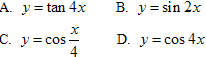 A. y = tan 4x B. y = sin 2x
C. y = cos x/4 D. y = cos 4x